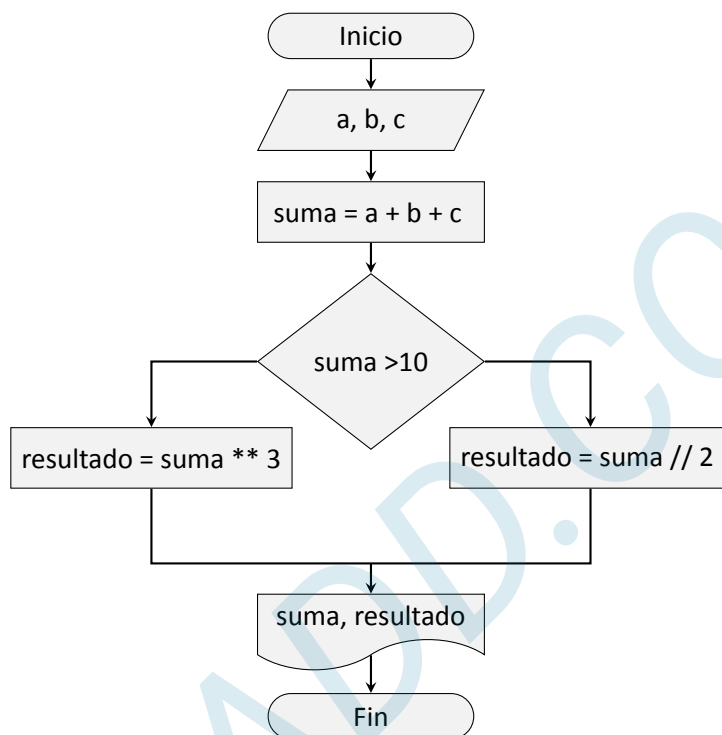 Inicio
a, b, c
suma = a + b + c
suma >10
resultado = suma ** 3
resultado = suma // 2
suma, resultado
Fin